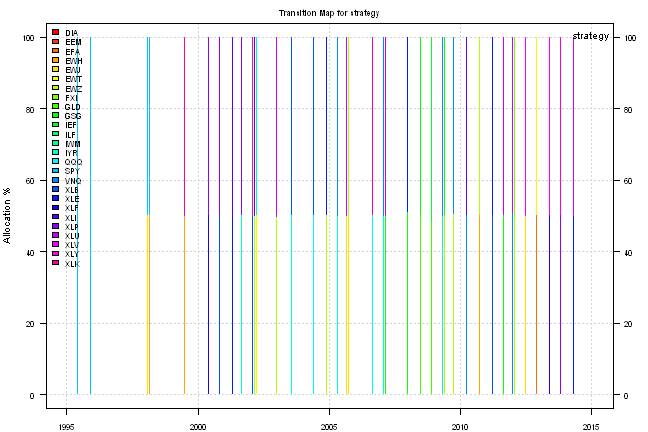 Transition Map for strategy
strategy
DIA
EEM
EFA
EWH
EWJ
EWT
EWZ
FXI
GLD
GSG
IEF
ILF
IWM
IYR
QQQ
SPY
VNQ
XLB
XLE
XLF
XLI
XLP
XLU
XLV
XLY
XLK
Allocation %
100
80
60
40
20
0
100
80
60
40
20
0
1995
2000
2005
2010
2015